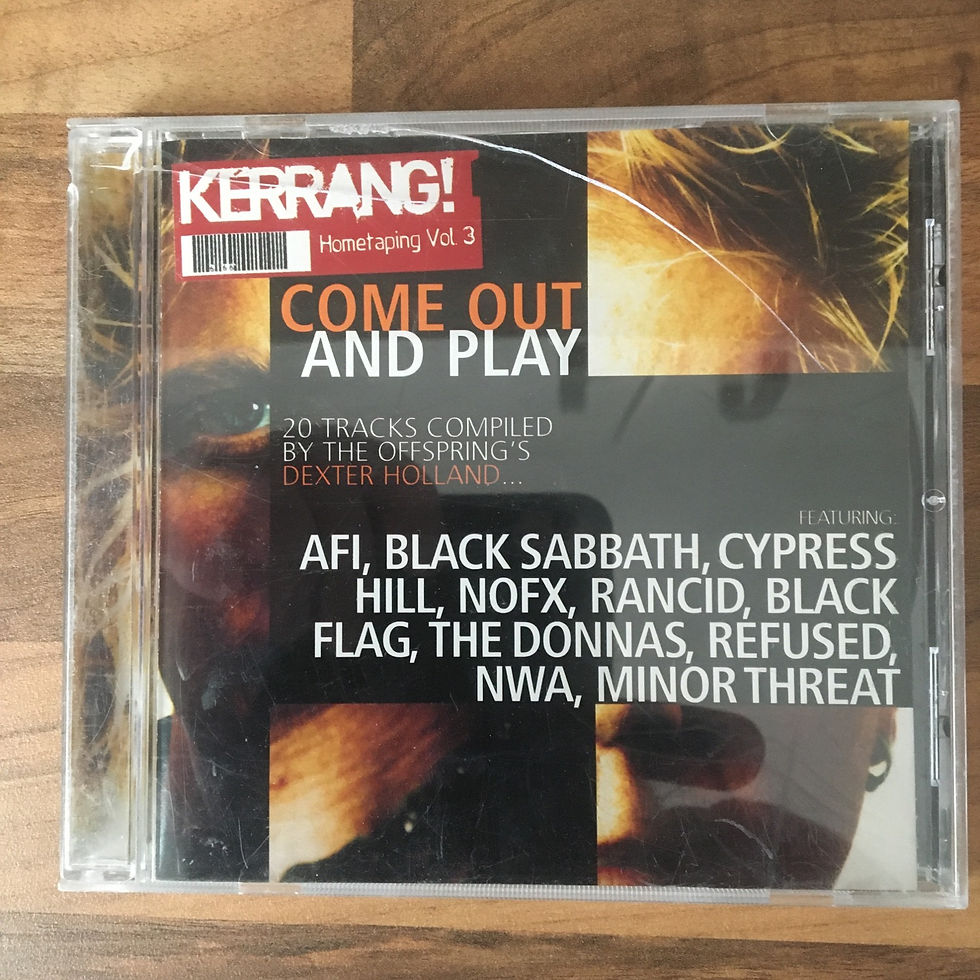 KERRANG!
Hometaping Vol. 3
COME OUT
AND PLAY
20 TRACKS COMPILED
BY THE OFFSPRING'S
DEXTER HOLLAND...
FEATURING:
AFI, BLACK SABBATH, CYPRESS
HILL, NOFX, RANCID, BLACK
FLAG, THE DONNAS, REFUSED,
NWA, MINOR THREAT